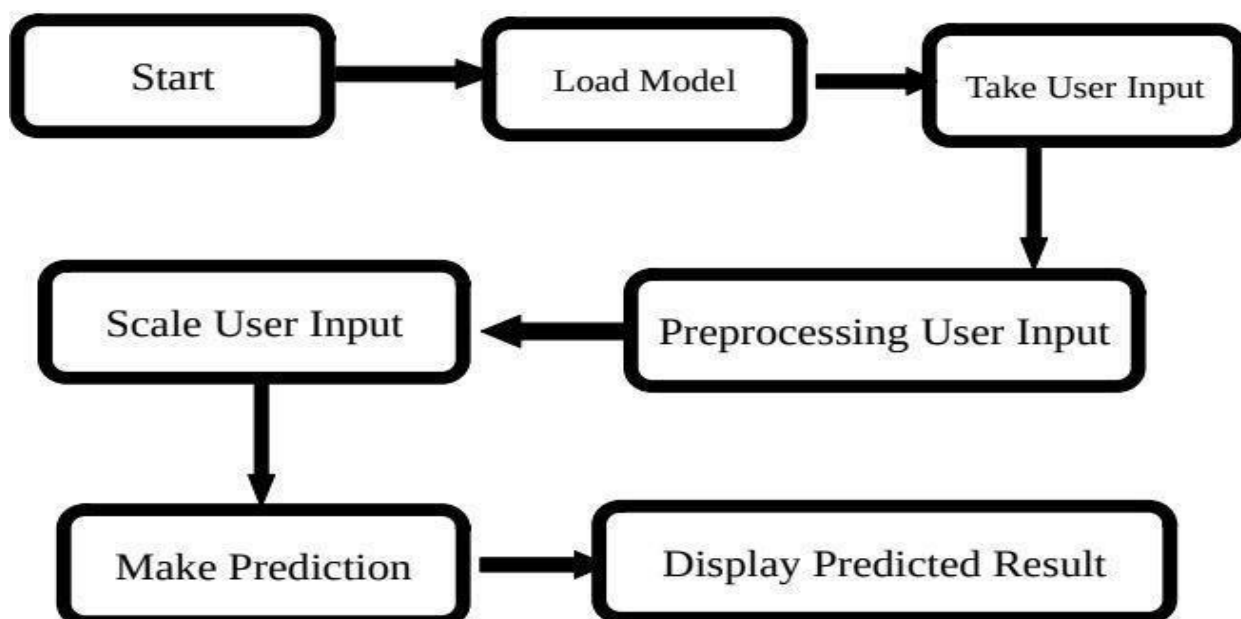 Start
Load Model
Take User Input
Preprocessing User Input
Scale User Input
Make Prediction
Display Predicted Result